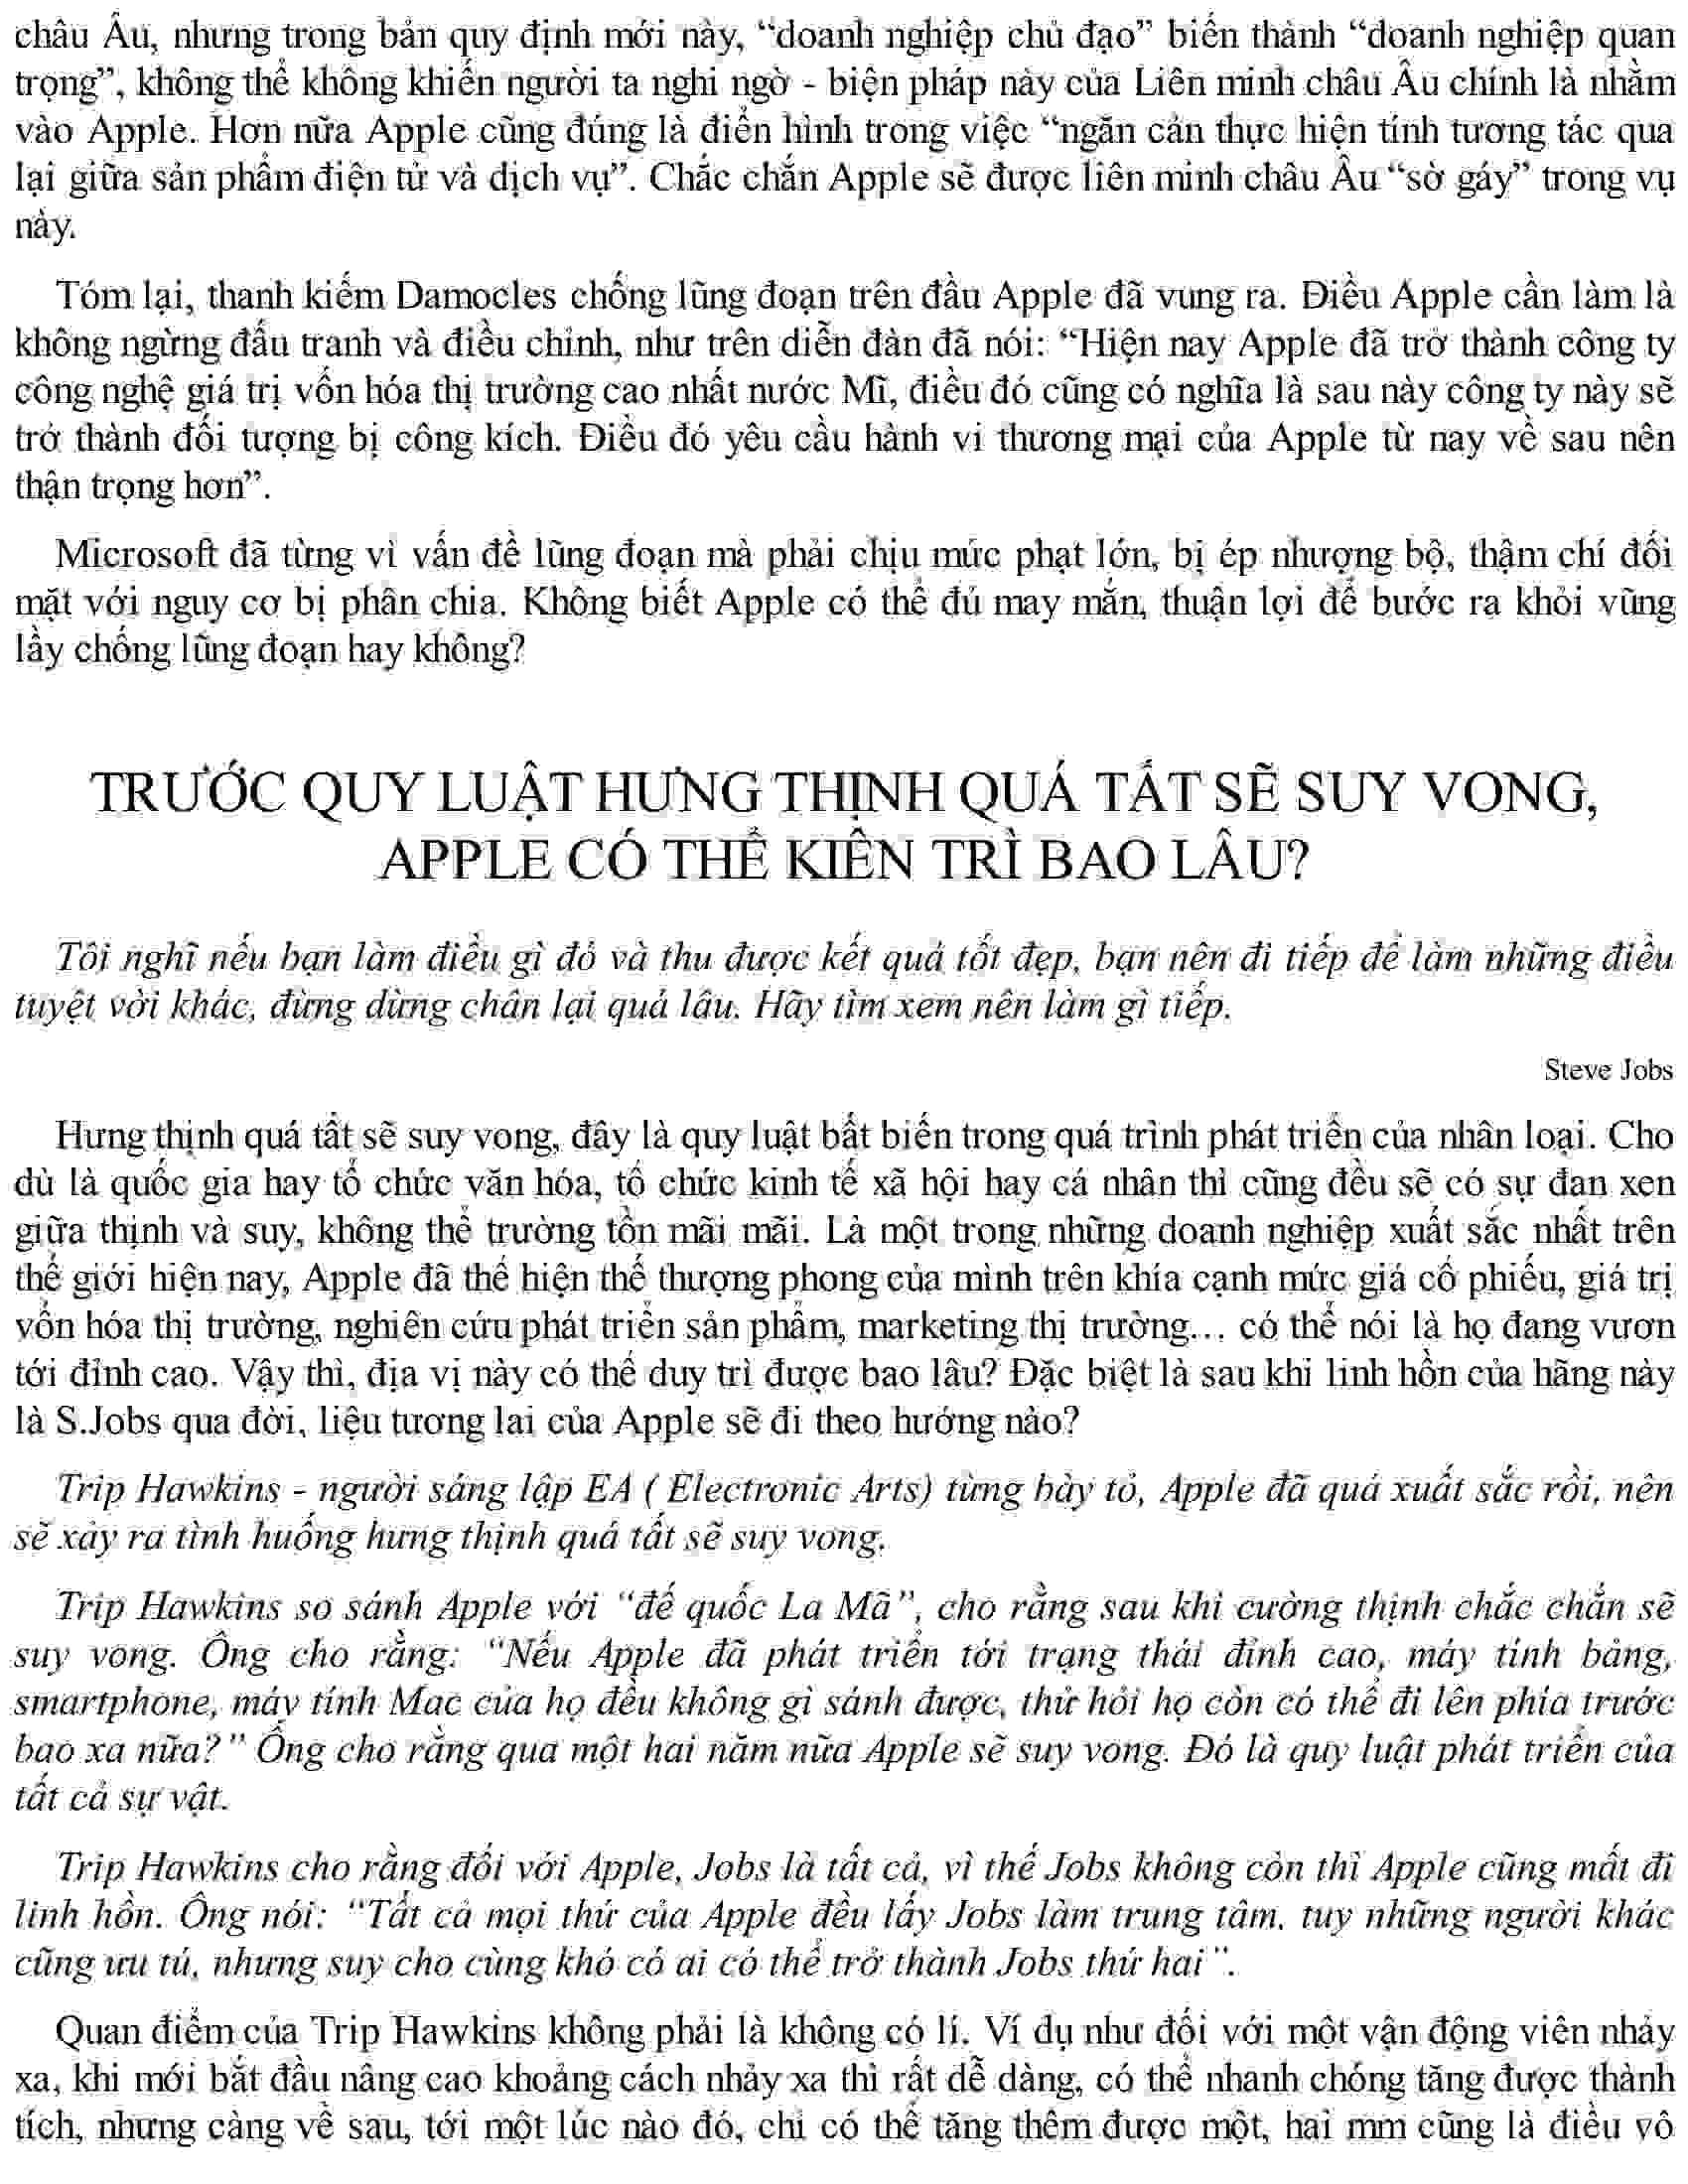 châu Âu, nhưng trong bản quy định mới này, “doanh nghiệp chủ đạo” biến thành “doanh nghiệp quan
trọng”, không thể không khiến người ta nghi ngờ - biện pháp này của Liên minh châu Âu chính là nhằm
vào Apple. Hơn nữa Apple cũng đúng là điển hình trong việc “ngăn cản thực hiện tính tương tác qua
lại giữa sản phẩm điện tử và dịch vụ”. Chắc chắn Apple sẽ được liên minh châu Âu “sờ gáy” trong vụ
này.
Tóm lại, thanh kiếm Damocles chống lũng đoạn trên đầu Apple đã vung ra. Điều Apple cần làm là
không ngừng đấu tranh và điều chỉnh, như trên diễn đàn đã nói: “Hiện nay Apple đã trở thành công ty
công nghệ giá trị vốn hóa thị trường cao nhất nước Mĩ, điều đó cũng có nghĩa là sau này công ty này sẽ
trở thành đối tượng bị công kích. Điều đó yêu cầu hành vi thương mại của Apple từ nay về sau nên
thận trọng hơn”.
Microsoft đã từng vì vấn đề lũng đoạn mà phải chịu mức phạt lớn, bị ép nhượng bộ, thậm chí đối
mặt với nguy cơ bị phân chia. Không biết Apple có thể đủ may mắn, thuận lợi để bước ra khỏi vũng
lầy chống lũng đoạn hay không?
TRƯỚC QUY LUẬT HƯNG THỊNH QUÁ TẤT SẼ SUY VONG,
APPLE CÓ THỂ KIÊN TRÌ BAO LÂU?
Tôi nghĩ nếu bạn làm điều gì đó và thu được kết quả tốt đẹp, bạn nên đi tiếp để làm những điều
tuyệt vời khác, đừng dừng chân lại quá lâu. Hãy tìm xem nên làm gì tiếp.
Steve Jobs
Hưng thịnh quá tất sẽ suy vong, đây là quy luật bất biến trong quá trình phát triển của nhân loại. Cho
dù là quốc gia hay tổ chức văn hóa, tổ chức kinh tế xã hội hay cá nhân thì cũng đều sẽ có sự đan xen
giữa thịnh và suy, không thể trường tồn mãi mãi. Là một trong những doanh nghiệp xuất sắc nhất trên
thế giới hiện nay, Apple đã thể hiện thế thượng phong của mình trên khía cạnh mức giá cổ phiếu, giá trị
vốn hóa thị trường, nghiên cứu phát triển sản phẩm, marketing thị trường... có thể nói là họ đang vươn
tới đỉnh cao. Vậy thì, địa vị này có thể duy trì được bao lâu? Đặc biệt là sau khi linh hồn của hãng này
là S.Jobs qua đời, liệu tương lai của Apple sẽ đi theo hướng nào?
Trip Hawkins - người sáng lập EA ( Electronic Arts) từng bày tỏ, Apple đã quá xuất sắc rồi, nên
sẽ xảy ra tình huống hưng thịnh quá tất sẽ suy vong.
Trip Hawkins so sánh Apple với “đế quốc La Mã”, cho rằng sau khi cường thịnh chắc chắn sẽ
suy vong. Ông cho rằng: “Nếu Apple đã phát triển tới trạng thái đỉnh cao, máy tính bảng,
smartphone, máy tính Mac của họ đều không gì sánh được, thử hỏi họ còn có thể đi lên phía trước
bao xa nữa?” Ông cho rằng qua một hai năm nữa Apple sẽ suy vong. Đó là quy luật phát triển của
tất cả sự vật.
Trip Hawkins cho rằng đối với Apple, Jobs là tất cả, vì thế Jobs không còn thì Apple cũng mất đi
linh hồn. Ông nói: “Tất cả mọi thứ của Apple đều lấy Jobs làm trung tâm, tuy những người khác
cũng ưu tú, nhưng suy cho cùng khó có ai có thể trở thành Jobs thứ hai”.
Quan điểm của Trip Hawkins không phải là không có lí. Ví dụ như đối với một vận động viên nhảy
xa, khi mới bắt đầu nâng cao khoảng cách nhảy xa thì rất dễ dàng, có thể nhanh chóng tăng được thành
tích, nhưng càng về sau, tới một lúc nào đó, chỉ có thể tăng thêm được một, hai mm cũng là điều vô